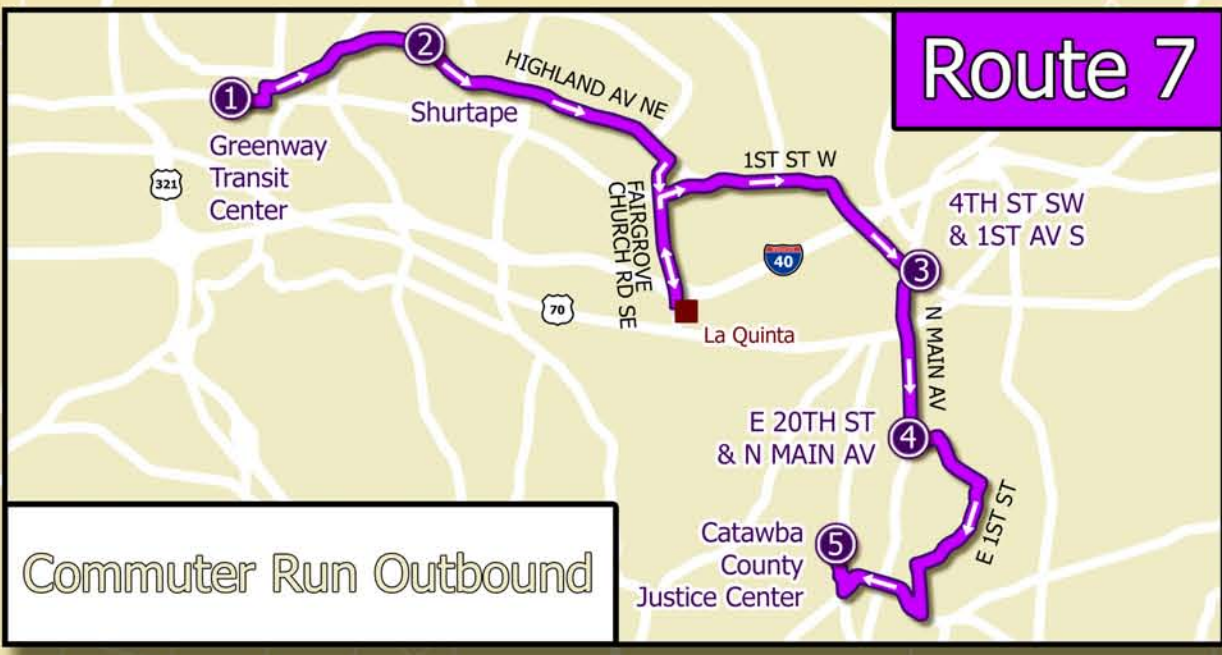 Route 7
1
Greenway
Transit
Center
2
Shurtape
HIGHLAND AV NE
321
FAIRGROVE
CHURCH RD SE
1ST ST W
40
70
La Quinta
4TH ST SW
& 1ST AV S
3
N MAIN AV
E 20TH ST
& N MAIN AV
4
E 1ST ST
Catawba
County
Justice Center
5
Commuter Run Outbound